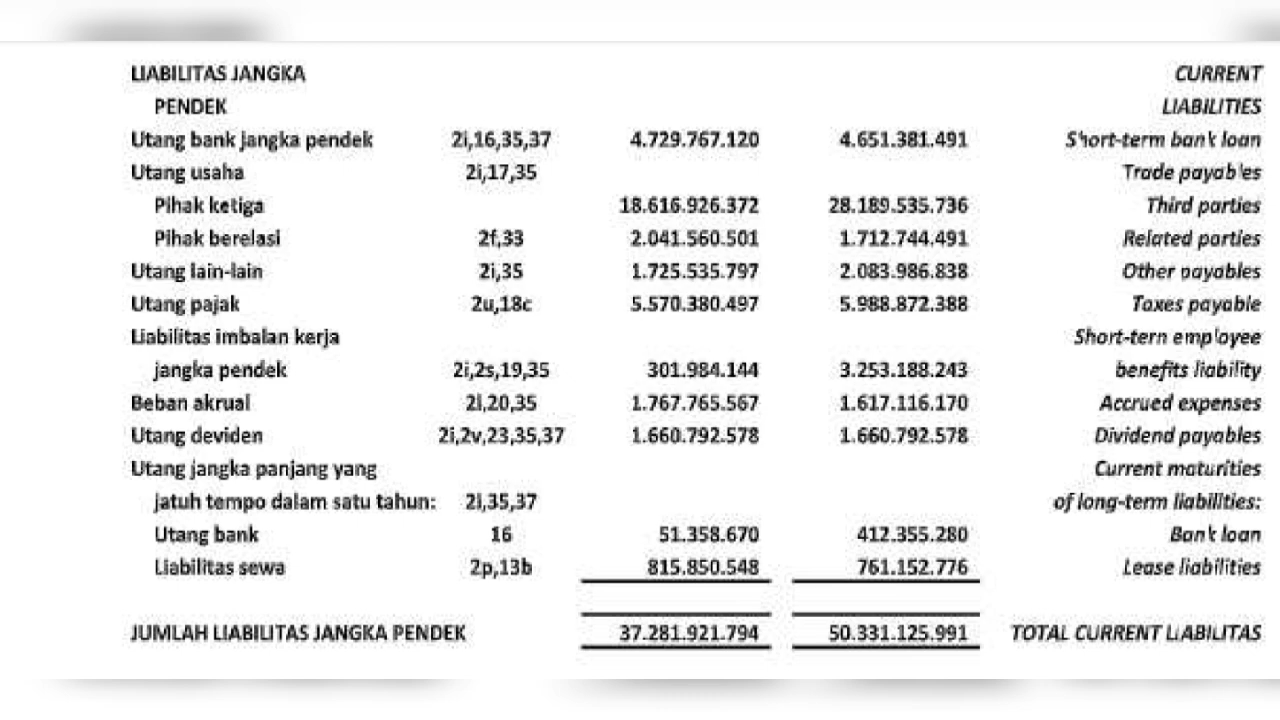 LIABILITAS JANGKA CURRENT
PENDEK LIABILITIES
Utang bank jangka pendek 2i,16,35,37 4.729.767.120 4.651.381.491 Short-term bank loan
Utang usaha 2i,17,35 Trade payables
Pihak ketiga 18.616.926.372 28.189.535.736 Third parties
Pihak berelasi 2f,33 2.041.560.501 1.712.744.491 Related parties
Utang lain-lain 2i,35 1.725.535.797 2.083.986.838 Other payables
Utang pajak 2u,18c 5.570.380.497 5.988.872.388 Taxes payable
Liabilitas imbalan kerja Short-tern employee
jangka pendek 2i,2s,19,35 301.984.144 3.253.188.243 benefits liability
Beban akrual 2i,20,35 1.767.765.567 1.617.116.170 Accrued expenses
Utang deviden 2i,2v,23,35,37 1.660.792.578 1.660.792.578 Dividend payables
Utang jangka panjang yang Current maturities
jatuh tempo dalam satu tahun: 2i,35,37 of long-term liabilities:
Utang bank 16 51.358.670 412.355.280 Bank loan
Liabilitas sewa 2p,13b 815.850.548 761.152.776 Lease liabilities
JUMLAH LIABILITAS JANGKA PENDEK 37.281.921.794 50.331.125.991 TOTAL CURRENT LIABILITAS